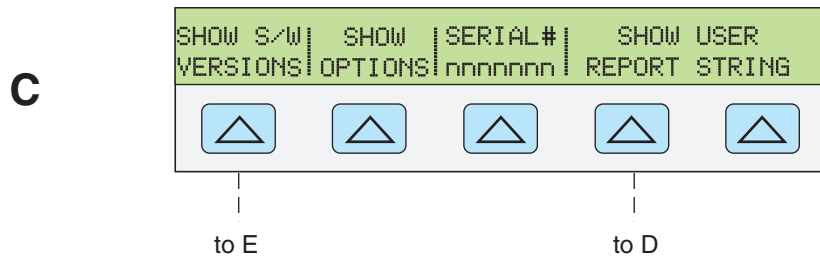 C
SHOW S/W SHOW SERIAL# SHOW USER
VERSIONS OPTIONS nnnnnnn REPORT STRING
to E to D